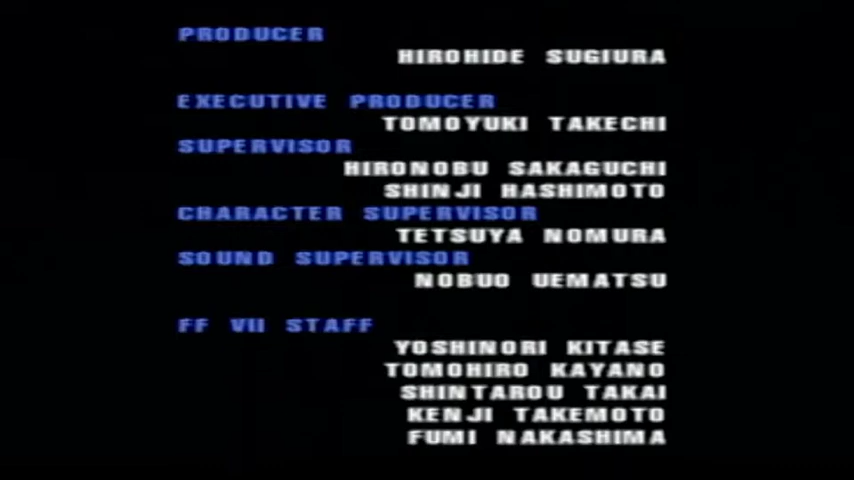 PRODUCER
HIROHIDE SUGIURA
EXECUTIVE PRODUCER
TOMOYUKI TAKECHI
SUPERVISOR
HIRONOBU SAKAGUCHI
SHINJI HASHIMOTO
CHARACTER SUPERVISOR
TETSUYA NOMURA
SOUND SUPERVISOR
NOBUO UEMATSU
FF VII STAFF
YOSHINORI KITASE
TOMOHIRO KAYANO
SHINTAROU TAKAI
KENJI TAKEMOTO
FUMI NAKASHIMA